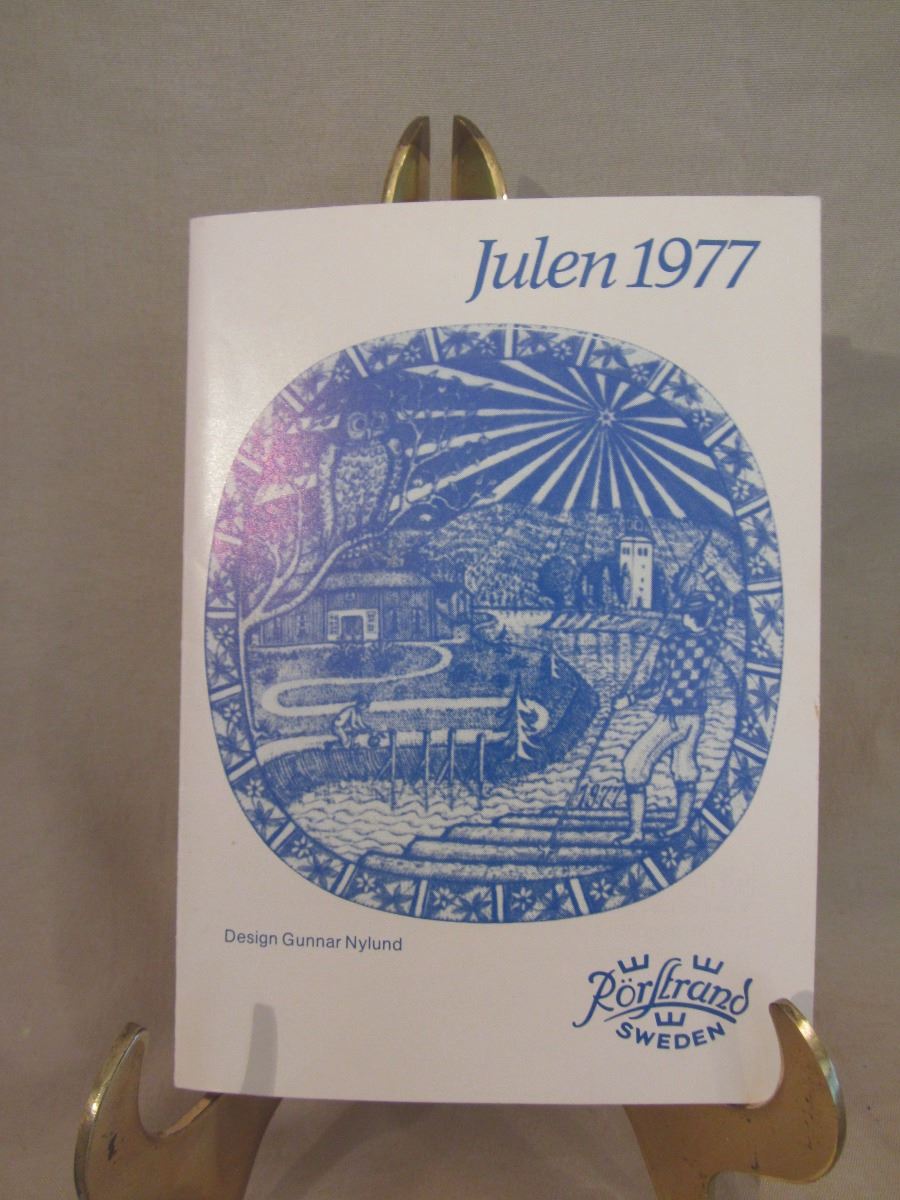 Julen 1977
1977
Design Gunnar Nylund
Rörstrand
SWEDEN